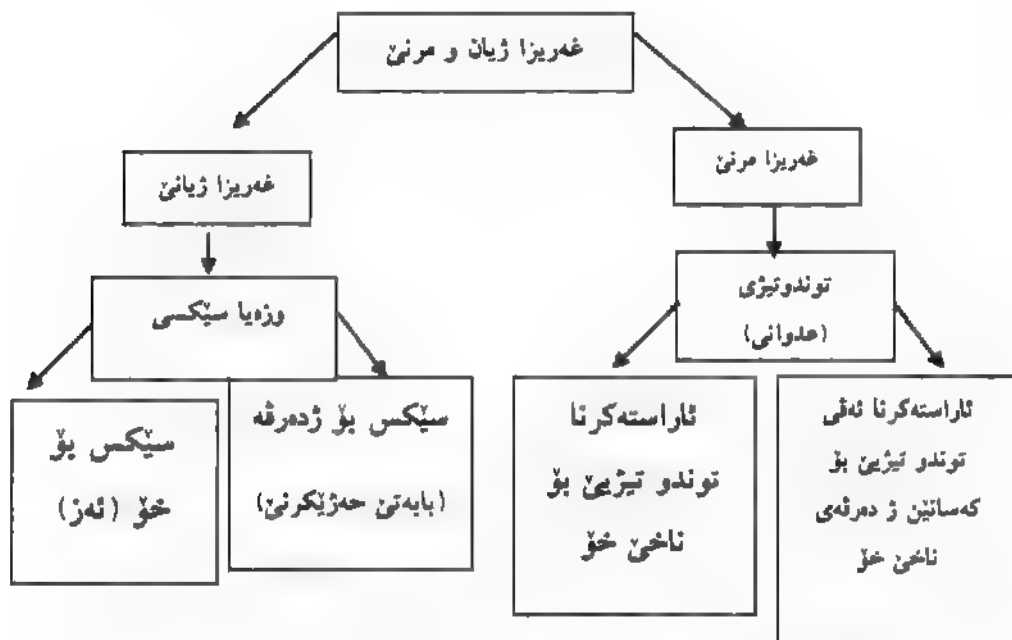 غەریزا ژیان و مرنێ
غەریزا مرنێ
غەریزا ژیانێ
توندوتیژی
(عدوانی)
وزەیا سێکسی
ئاراستەکرنا ئەڤی
توندو تیژیێ بۆ
کەسانێن ژ دەرڤەی
ناخێ خۆ
ئاراستەکرنا
توندو تیژیێ بۆ
ناخێ خۆ
سێکس بۆ ژدەرڤە
(بابەتێ حەژێکرنێ)
سێکس بۆ
خۆ (ئەز)